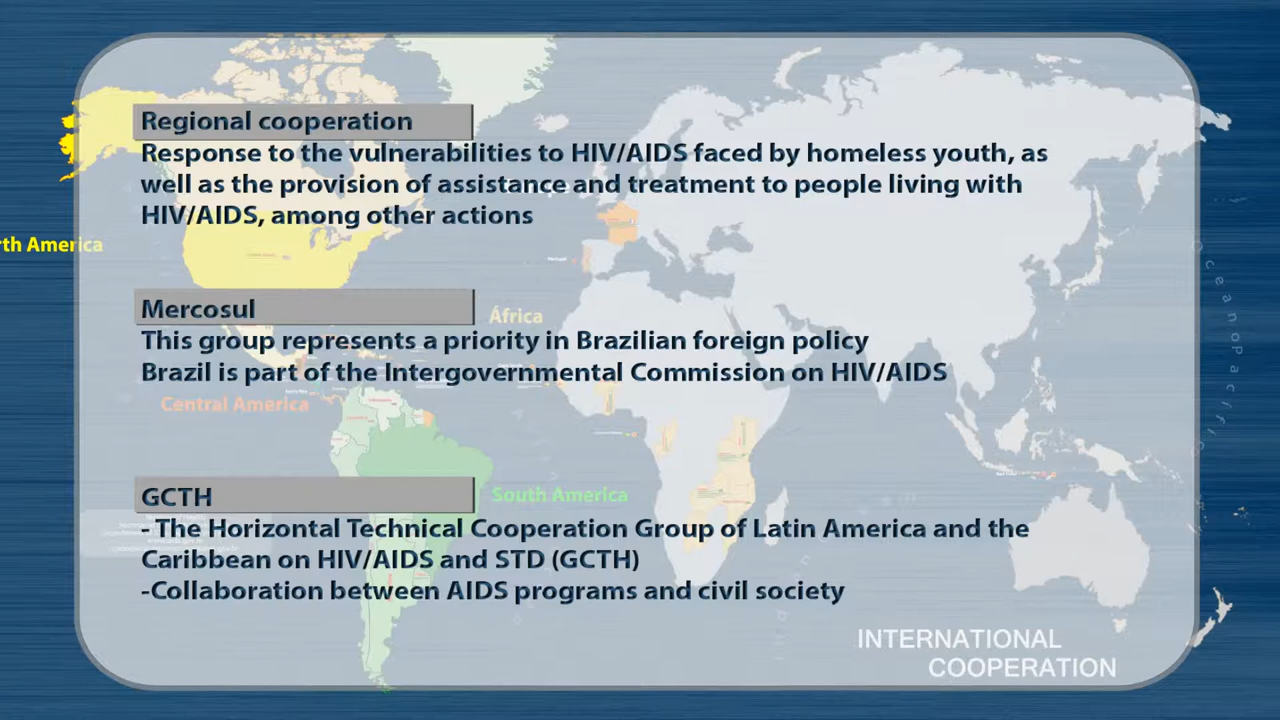 Regional cooperation
Response to the vulnerabilities to HIV/AIDS faced by homeless youth, as
well as the provision of assistance and treatment to people living with
HIV/AIDS, among other actions
rth America
Mercosul
África
This group represents a priority in Brazilian foreign policy
Brazil is part of the Intergovernmental Commission on HIV/AIDS
Central America
GCTH
South America
- The Horizontal Technical Cooperation Group of Latin America and the
Caribbean on HIV/AIDS and STD (GCTH)
-Collaboration between AIDS programs and civil society
INTERNATIONAL
COOPERATION
Oceano Pacífico